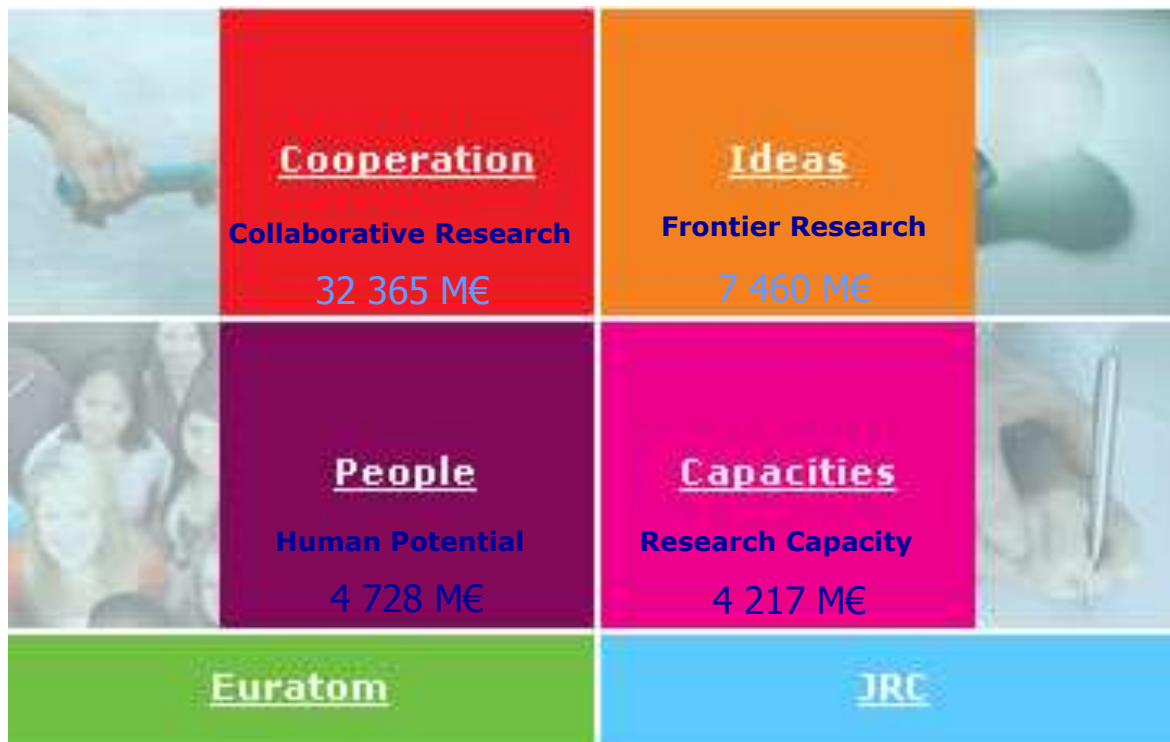 Cooperation
Collaborative Research
32 365 M€
Ideas
Frontier Research
7 460 M€
People
Human Potential
4 728 M€
Capacities
Research Capacity
4 217 M€
Euratom
JRC